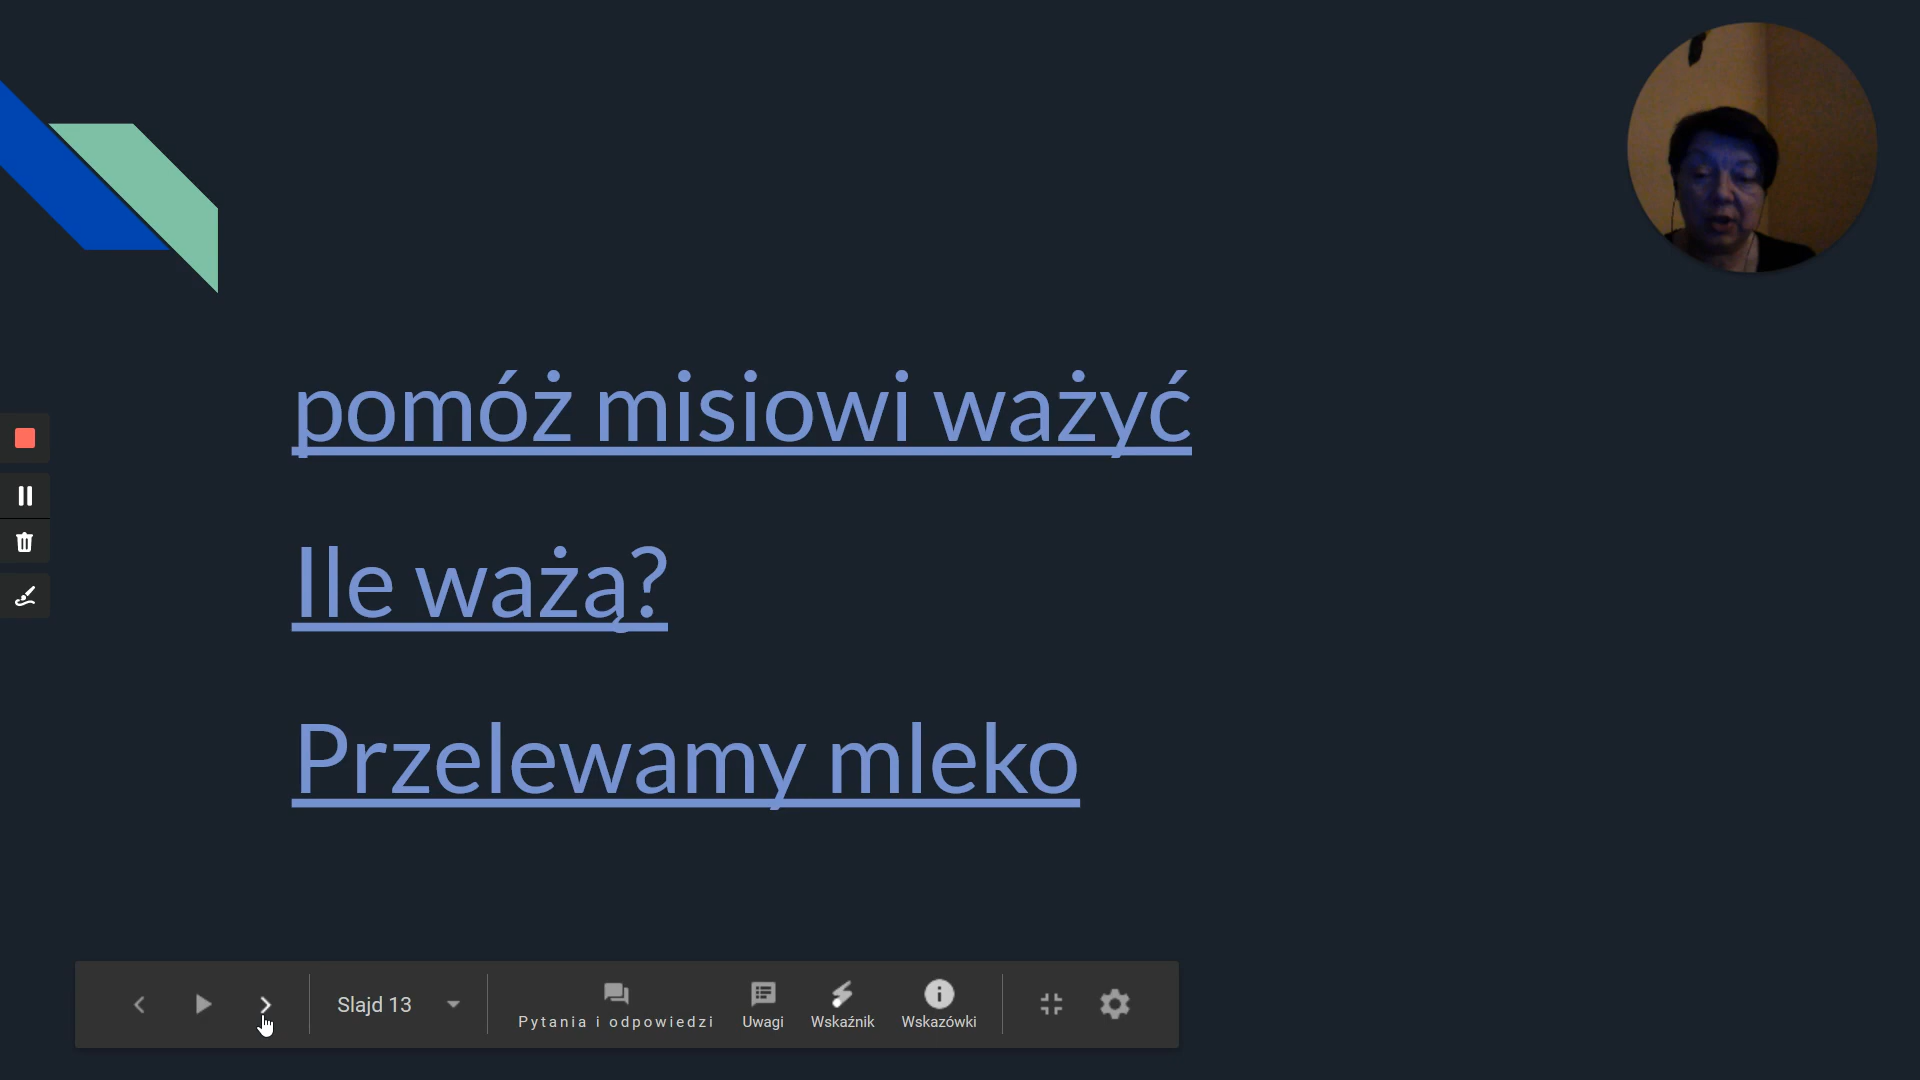 pomóż misiowi ważyć
Ile ważą?
Przelewamy mleko
Slajd 13
Pytania i odpowiedzi
Uwagi
Wskaźnik
Wskazówki